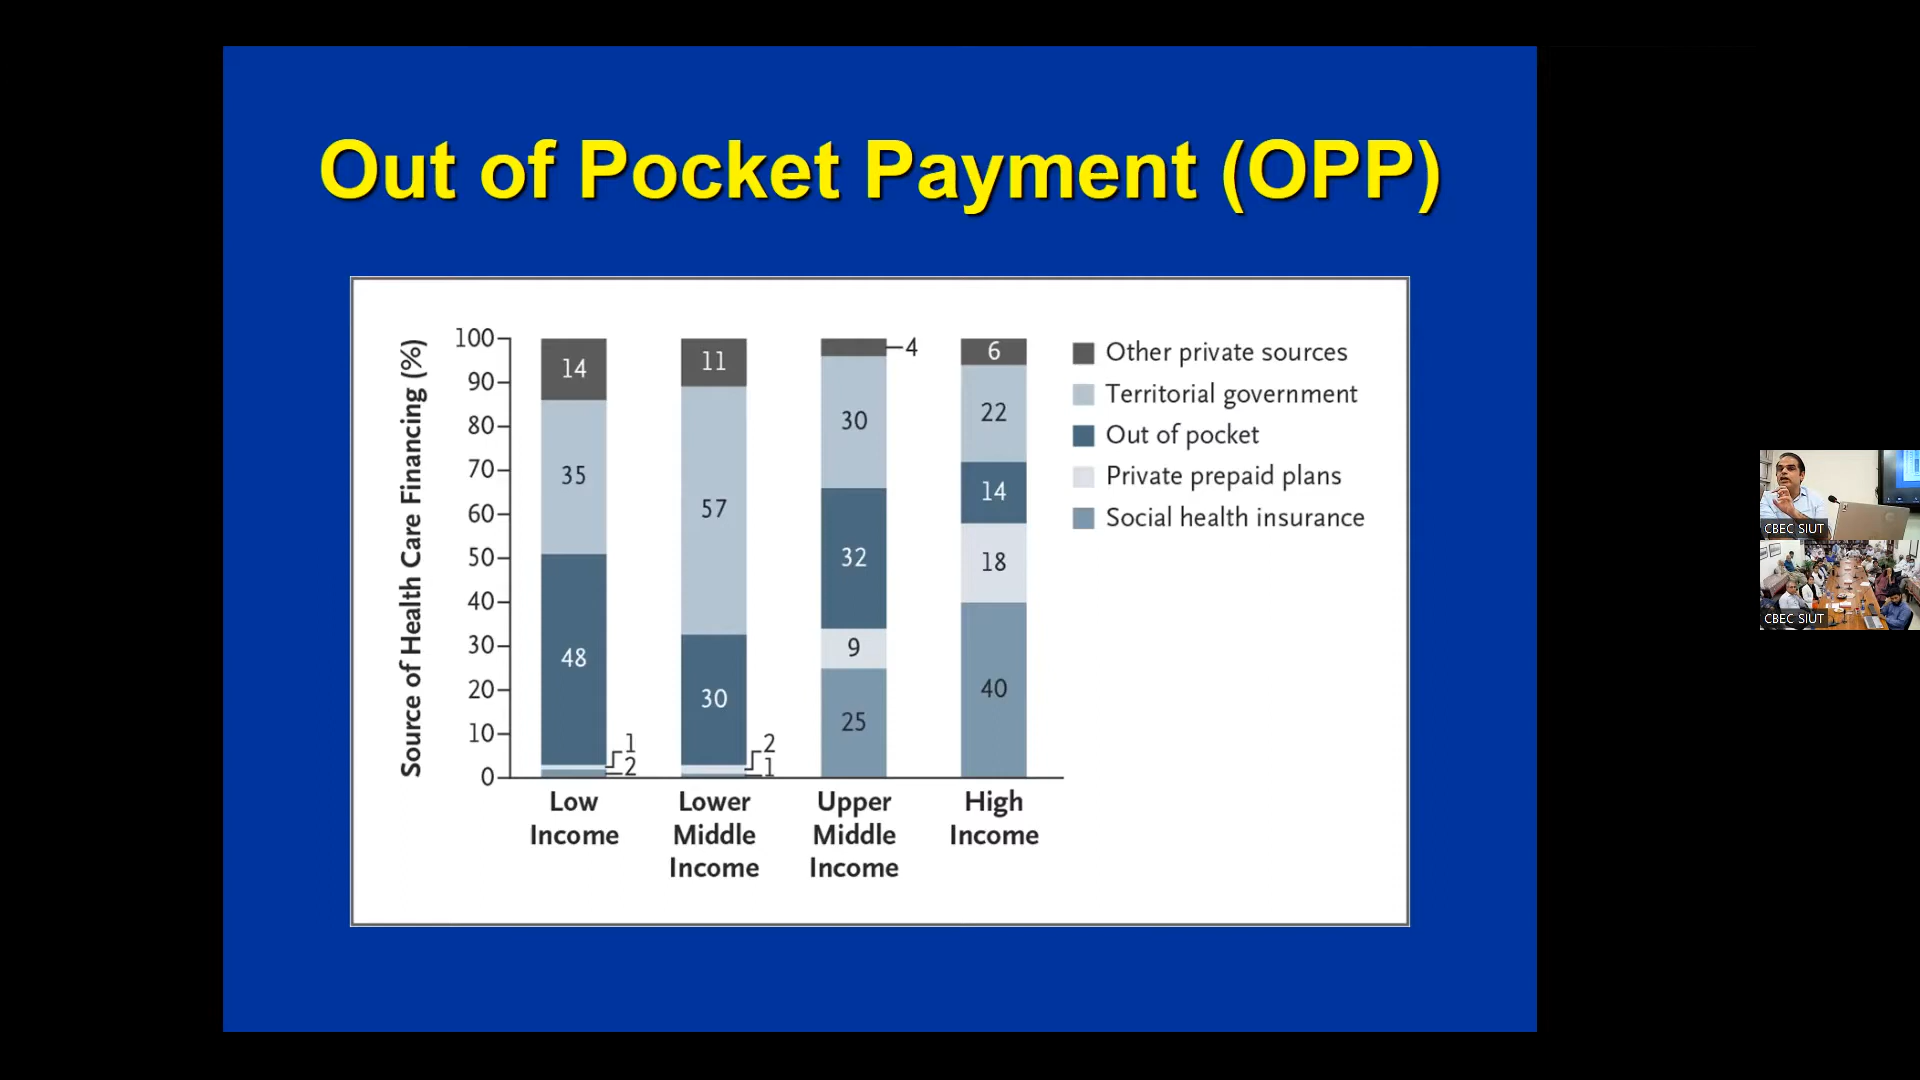 Out of Pocket Payment (OPP)
Source of Health Care Financing (%)
100
90
80
70
60
50
40
30
20
10
0
14
35
48
1
2
11
57
30
2
1
4
30
32
9
25
6
22
14
18
40
Low
Income
Lower
Middle
Income
Upper
Middle
Income
High
Income
Other private sources
Territorial government
Out of pocket
Private prepaid plans
Social health insurance
CBEC SIUT
CBEC SIUT